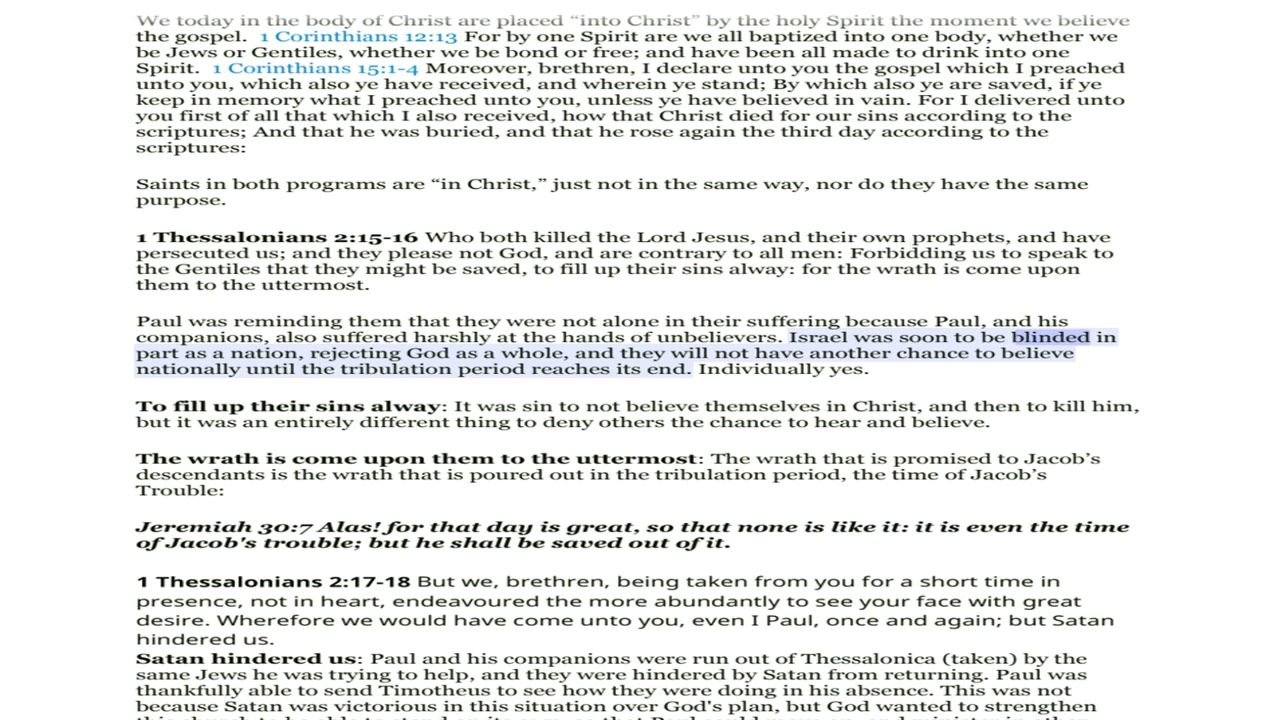 We today in the body of Christ are placed “into Christ” by the holy Spirit the moment we believe
the gospel.  1 Corinthians 12:13 For by one Spirit are we all baptized into one body, whether we
be Jews or Gentiles, whether we be bond or free; and have been all made to drink into one
Spirit.  1 Corinthians 15:1-4 Moreover, brethren, I declare unto you the gospel which I preached
unto you, which also ye have received, and wherein ye stand; By which also ye are saved, if ye
keep in memory what I preached unto you, unless ye have believed in vain. For I delivered unto
you first of all that which I also received, how that Christ died for our sins according to the
scriptures; And that he was buried, and that he rose again the third day according to the
scriptures:
Saints in both programs are “in Christ,” just not in the same way, nor do they have the same
purpose.
1 Thessalonians 2:15-16 Who both killed the Lord Jesus, and their own prophets, and have
persecuted us; and they please not God, and are contrary to all men: Forbidding us to speak to
the Gentiles that they might be saved, to fill up their sins alway: for the wrath is come upon
them to the uttermost.
Paul was reminding them that they were not alone in their suffering because Paul, and his
companions, also suffered harshly at the hands of unbelievers. Israel was soon to be blinded in
part as a nation, rejecting God as a whole, and they will not have another chance to believe
nationally until the tribulation period reaches its end. Individually yes.
To fill up their sins alway: It was sin to not believe themselves in Christ, and then to kill him,
but it was an entirely different thing to deny others the chance to hear and believe.
The wrath is come upon them to the uttermost: The wrath that is promised to Jacob’s
descendants is the wrath that is poured out in the tribulation period, the time of Jacob’s
Trouble:
Jeremiah 30:7 Alas! for that day is great, so that none is like it: it is even the time
of Jacob's trouble; but he shall be saved out of it.
1 Thessalonians 2:17-18 But we, brethren, being taken from you for a short time in
presence, not in heart, endeavoured the more abundantly to see your face with great
desire. Wherefore we would have come unto you, even I Paul, once and again; but Satan
hindered us.
Satan hindered us: Paul and his companions were run out of Thessalonica (taken) by the
same Jews he was trying to help, and they were hindered by Satan from returning. Paul was
thankfully able to send Timotheus to see how they were doing in his absence. This was not
because Satan was victorious in this situation over God's plan, but God wanted to strengthen